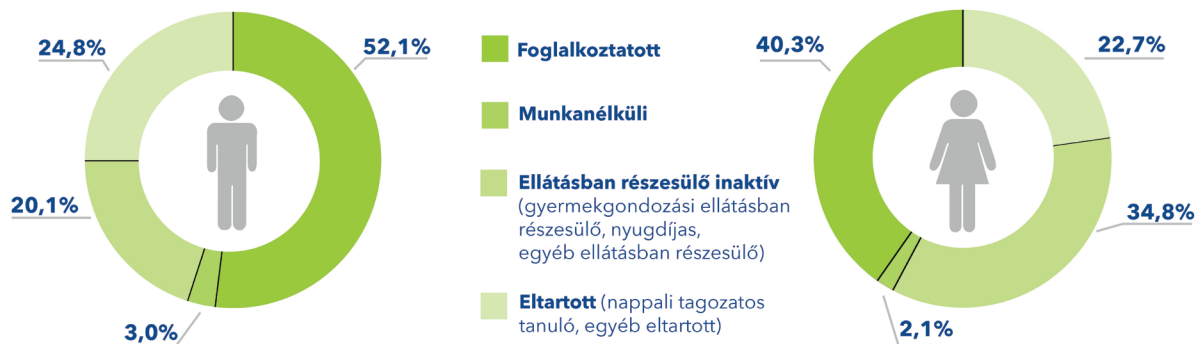 24,8%
52,1%
20,1%
3,0%
Foglalkoztatott
Munkanélküli
Ellátásban részesülő inaktív
(gyermekgondozási ellátásban
részesülő, nyugdíjas,
egyéb ellátásban részesülő)
Eltartott (nappali tagozatos
tanuló, egyéb eltartott)
40,3%
22,7%
34,8%
2,1%